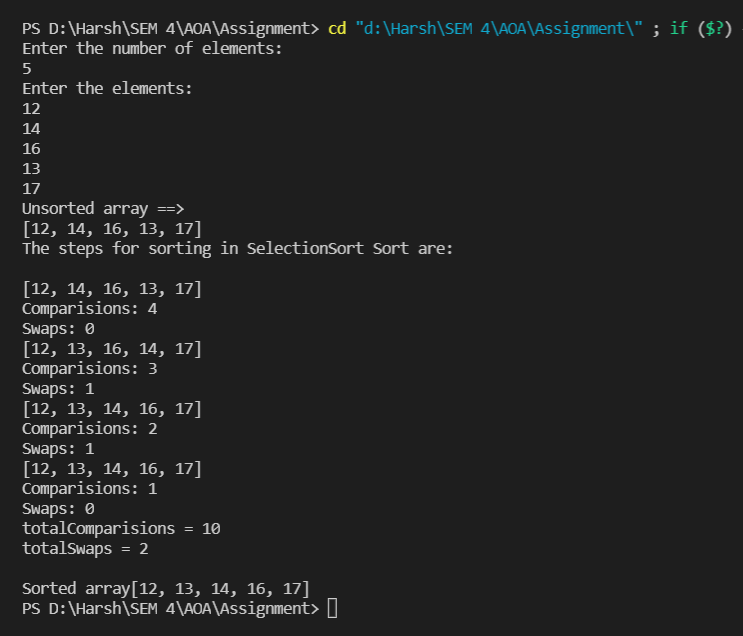 PS D:\Harsh\SEM 4\AOA\Assignment> cd "d:\Harsh\SEM 4\AOA\Assignment\" ; if ($?)
Enter the number of elements:
5
Enter the elements:
12
14
16
13
17
Unsorted array ==>
[12, 14, 16, 13, 17]
The steps for sorting in SelectionSort Sort are:
[12, 14, 16, 13, 17]
Comparisions: 4
Swaps: 0
[12, 13, 16, 14, 17]
Comparisions: 3
Swaps: 1
[12, 13, 14, 16, 17]
Comparisions: 2
Swaps: 1
[12, 13, 14, 16, 17]
Comparisions: 1
Swaps: 0
totalComparisions = 10
totalSwaps = 2
Sorted array[12, 13, 14, 16, 17]
PS D:\Harsh\SEM 4\AOA\Assignment>